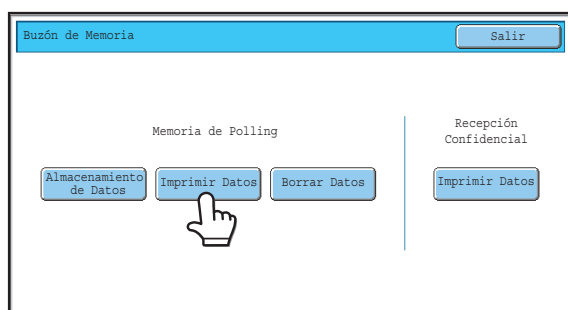 Buzón de Memoria
Salir
Memoria de Polling
Recepción
Confidencial
Almacenamiento
de Datos
Imprimir Datos
Borrar Datos
Imprimir Datos